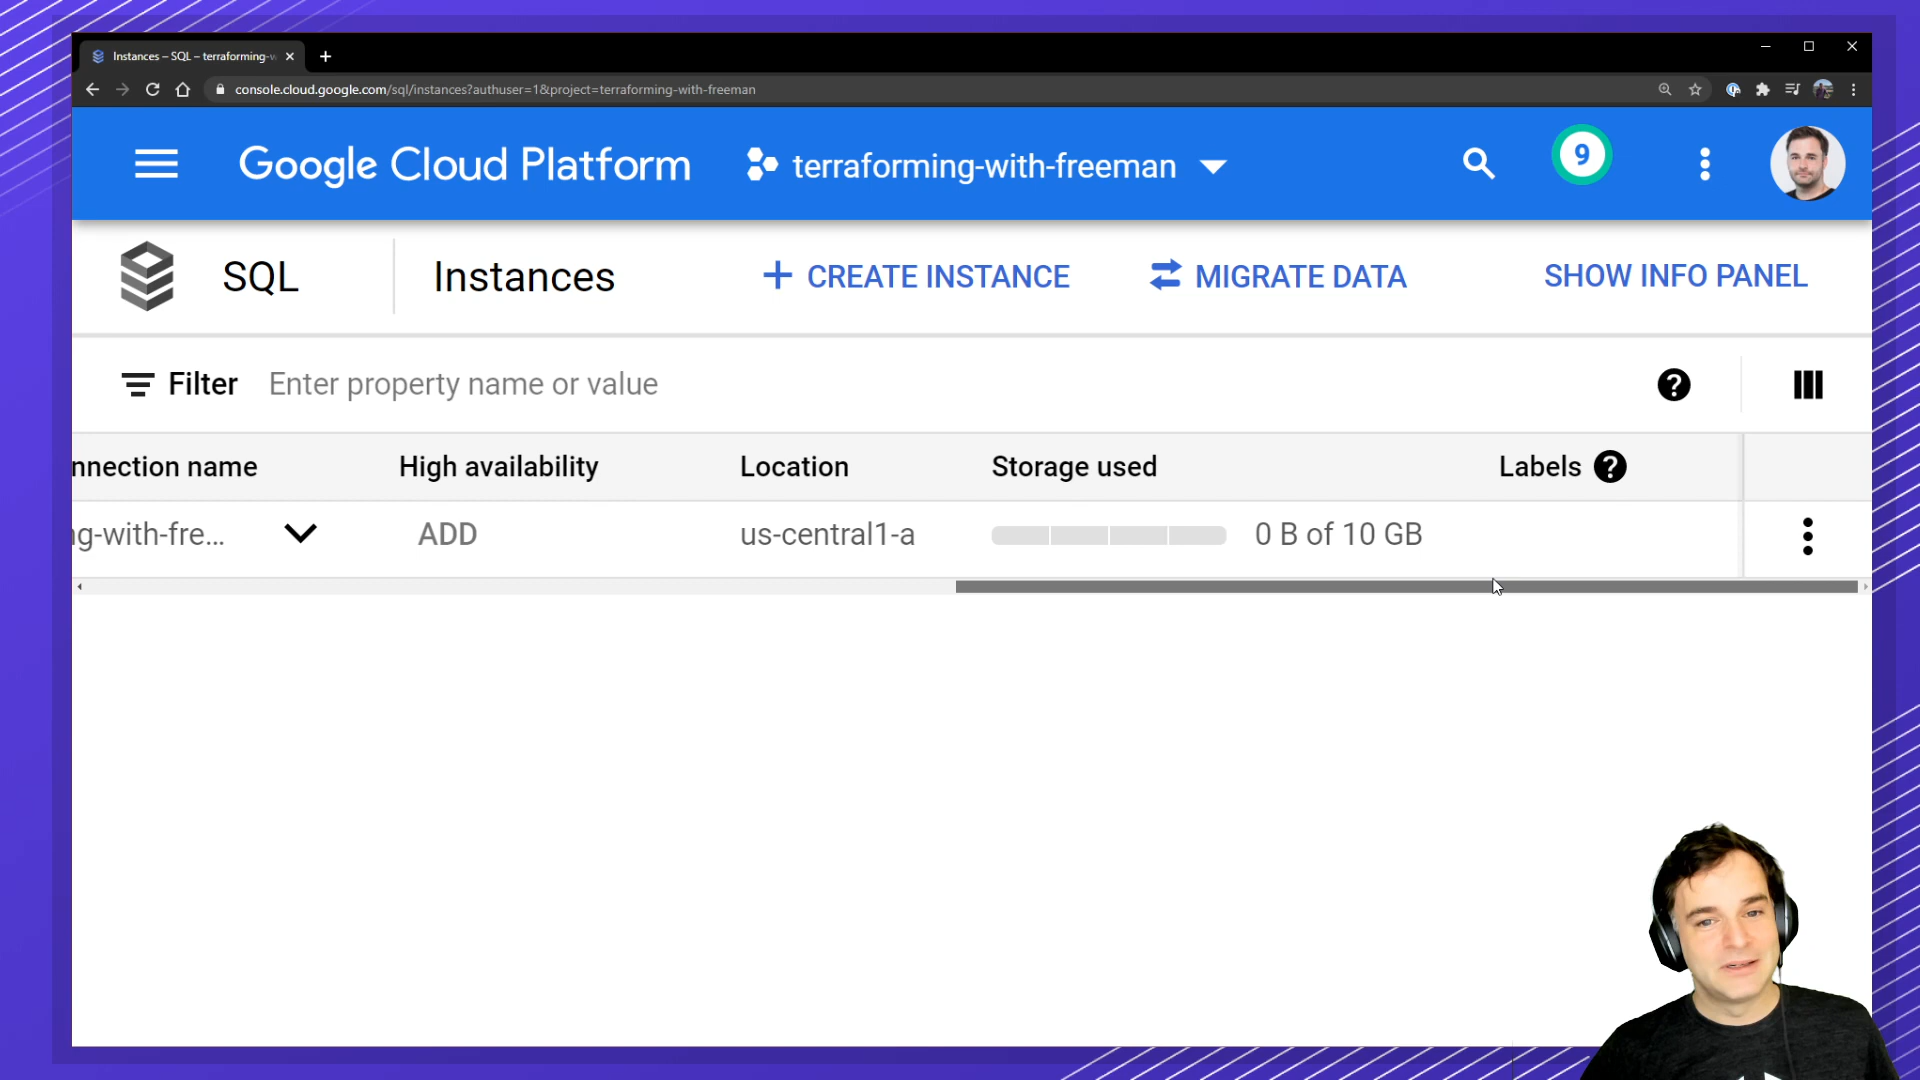 Instances – SQL – terraforming-w
console.cloud.google.com/sql/instances?authuser=1&project=terraforming-with-freeman
Google Cloud Platform
terraforming-with-freeman
9
SQL
Instances
CREATE INSTANCE
MIGRATE DATA
SHOW INFO PANEL
Filter
Enter property name or value
nnection name
High availability
Location
Storage used
Labels
ng-with-fre...
ADD
us-central1-a
0 B of 10 GB